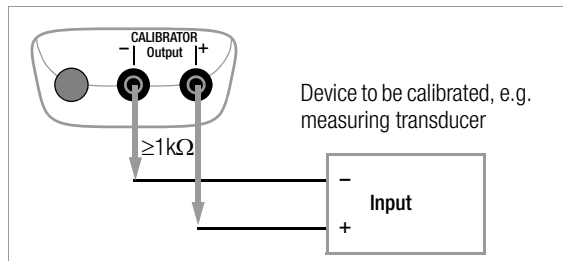 CALIBRATOR
– Output +
Device to be calibrated, e.g.
measuring transducer
≥1kΩ
–
Input
+